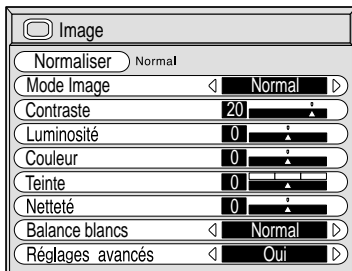 Image
Normaliser Normal
Mode Image Normal
Contraste 20
Luminosité 0
Couleur 0
Teinte 0
Netteté 0
Balance blancs Normal
Réglages avancés Oui